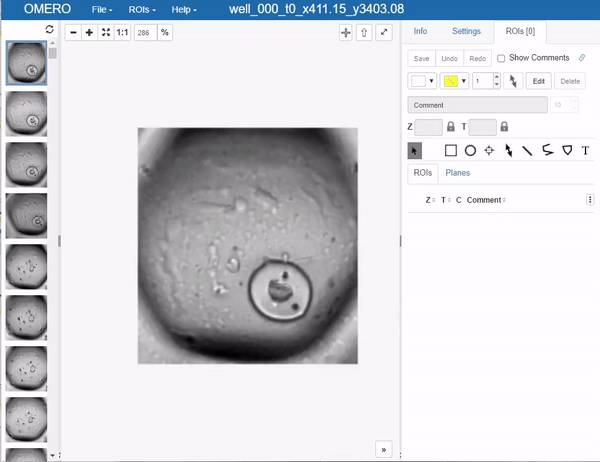 OMERO File ROIs Help well_000_t0_x411.15_y3403.08
1:1 286 %
Info Settings ROIs [0]
Save Undo Redo Show Comments
1 Edit Delete
Comment 10
Z T
T
ROIs Planes
Z T C Comment
»